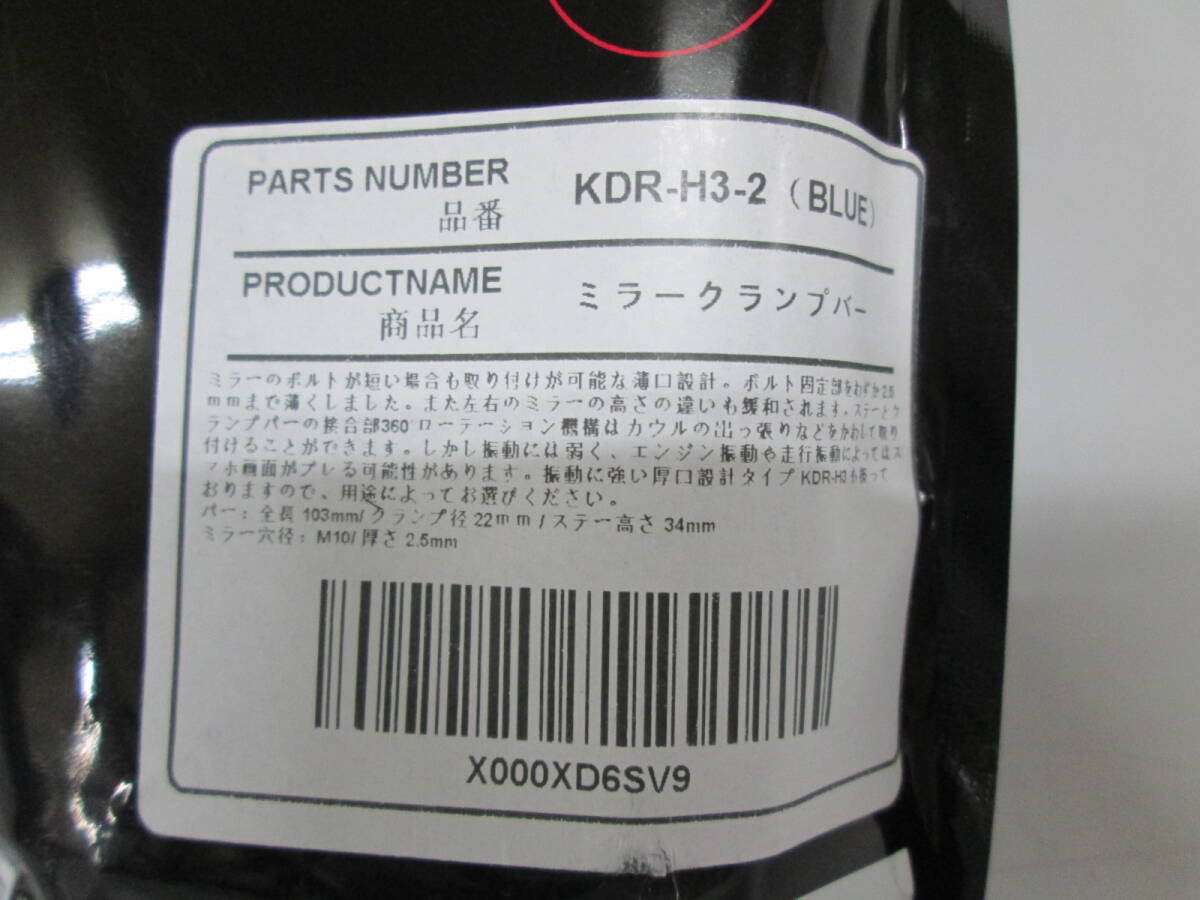 PARTS NUMBER KDR-H3-2 (BLUE)
品番
PRODUCTNAME ミラークランプバー
商品名
ミラーのボルトが短い場合も取り付けが可能な薄口設計。ボルト固定部をわずか2.5
mmまで薄くしました。また左右のミラーの高さの違いも緩和されます。ステーとク
ランプバーの接合部360°ローテーション機構はカウルの出っ張りなどをかわして取り
付けることができます。しかし振動には弱く、エンジン振動や走行振動によってはス
マホ画面がブレる可能性があります。振動に強い厚口設計タイプ KDR-H3も扱って
おりますので、用途によってお選びください。
バー：全長 103mm/クランプ径 22mm/ステー高さ 34mm
ミラー穴径：M10/厚さ 2.5mm
X000XD6SV9